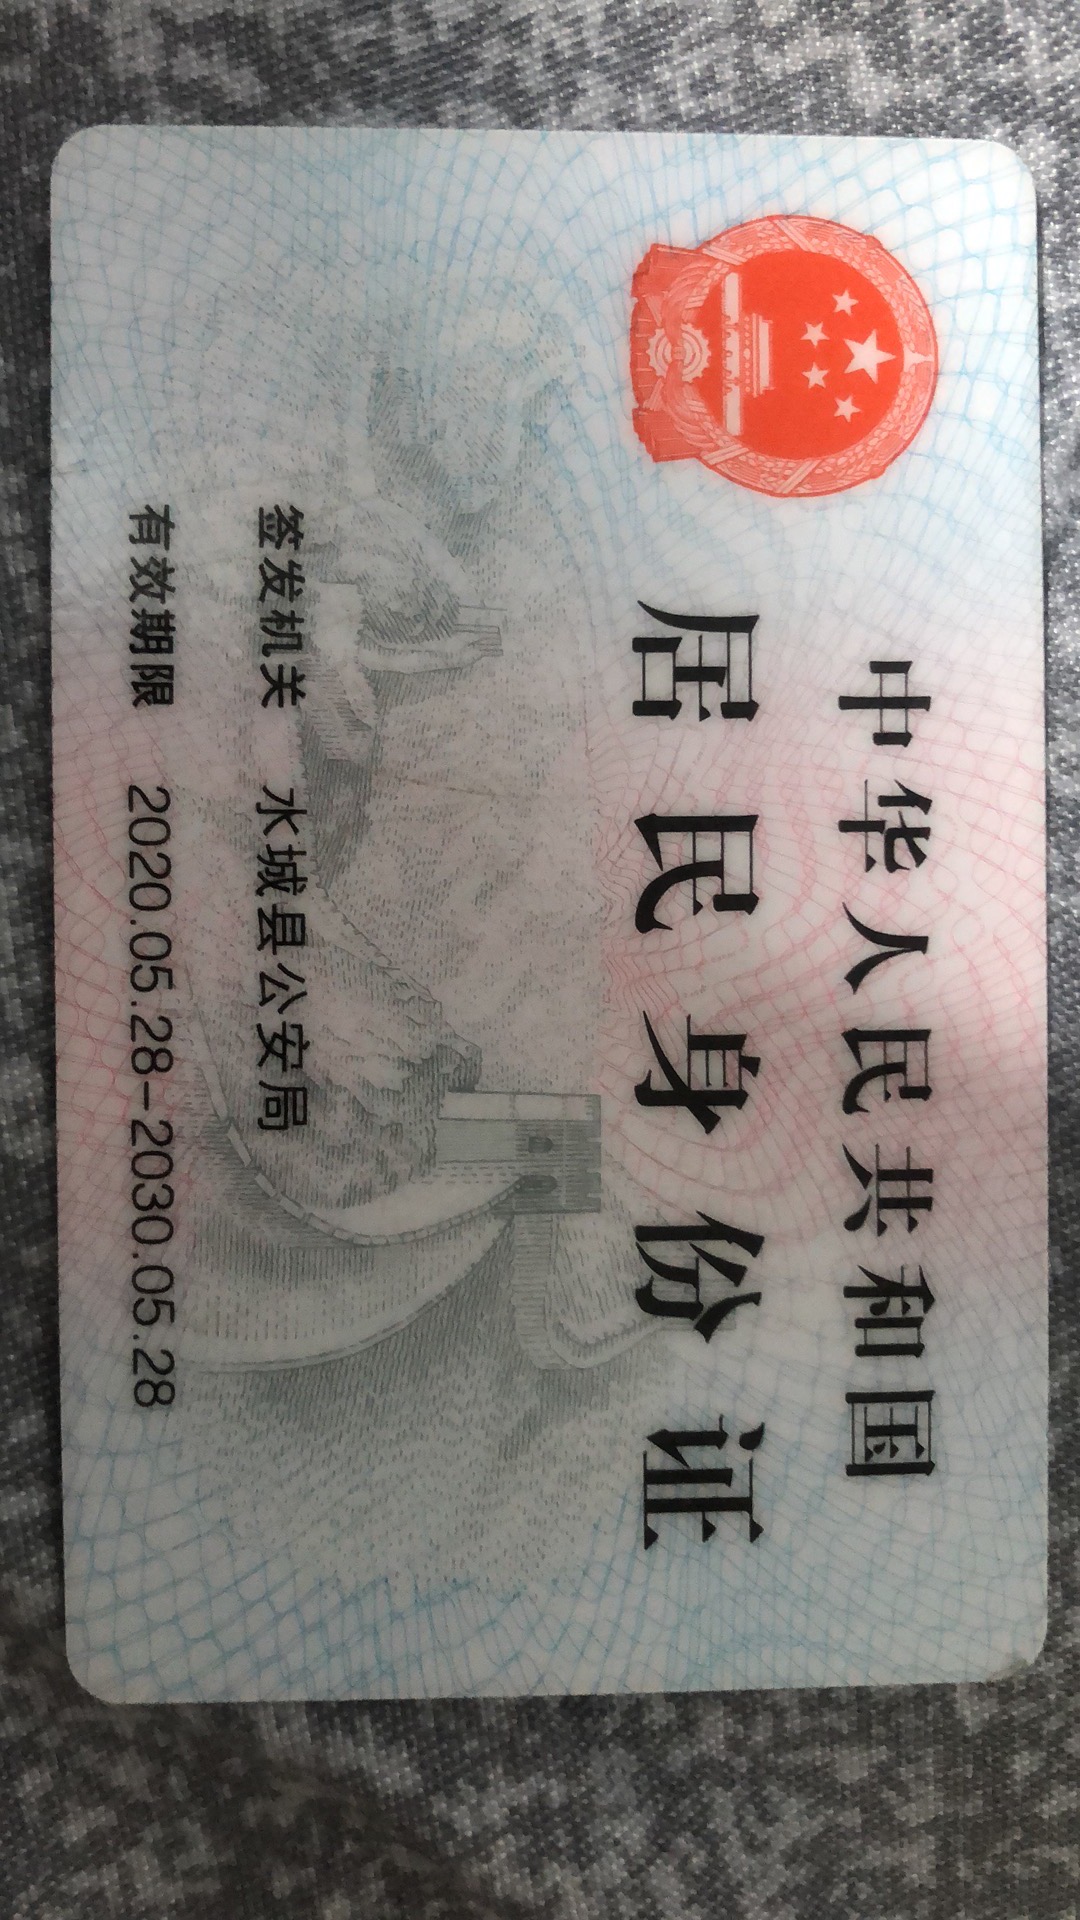 中华人民共和国
居民身份证
签发机关 水城县公安局
有效期限 2020.05.28-2030.05.28